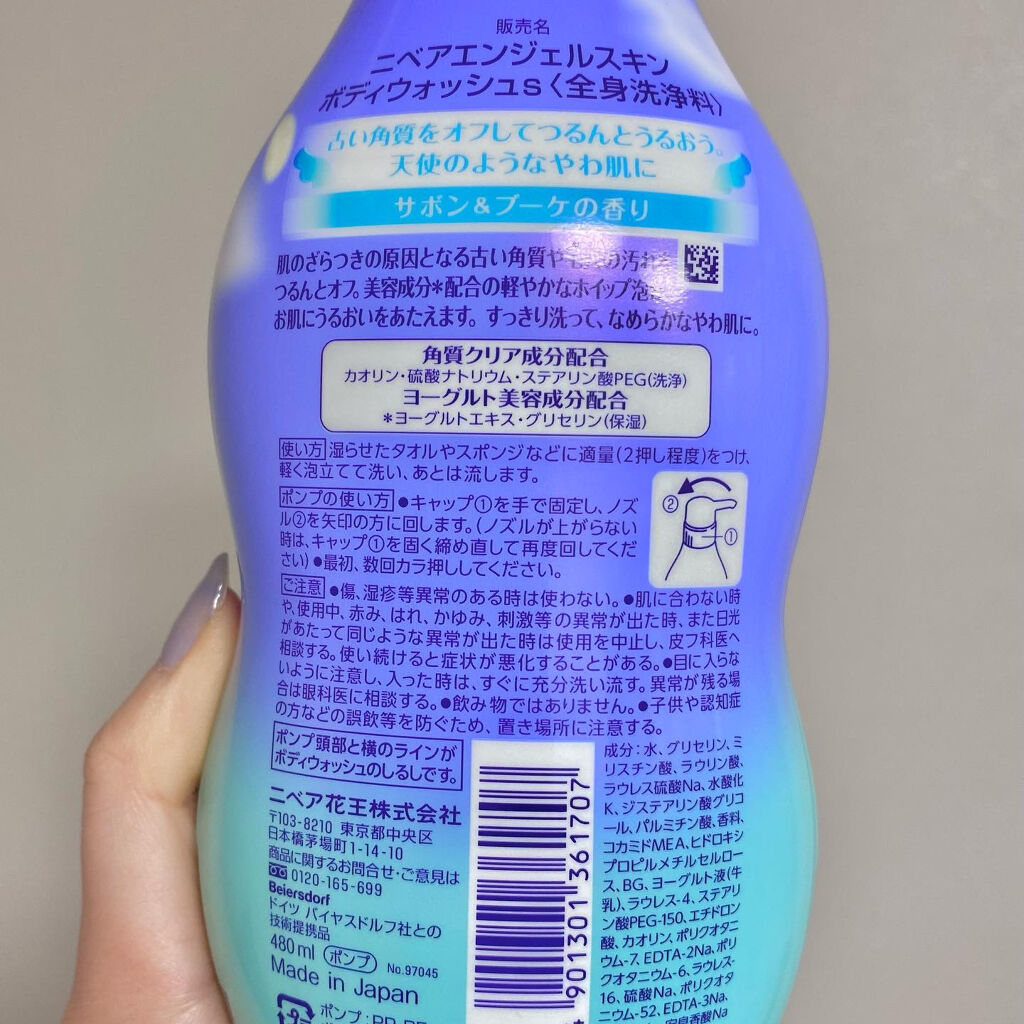 販売名
ニベアエンジェルスキン
ボディウォッシュs〈全身洗浄料〉
古い角質をオフしてつるんとうるおう。
天使のようなやわ肌に
サボン&ブーケの香り
肌のざらつきの原因となる古い角質や の汚れ
つるんとオフ。美容成分*配合の軽やかなホイップ泡
お肌にうるおいをあたえます。すっきり洗って、なめらかなやわ肌に。
角質クリア成分配合
カオリン・硫酸ナトリウム・ステアリン酸PEG(洗浄)
ヨーグルト美容成分配合
*ヨーグルトエキス・グリセリン(保湿)
使い方 湿らせたタオルやスポンジなどに適量(2押し程度)をつけ、
軽く泡立てて洗い、あとは流します。
ポンプの使い方 ●キャップ①を手で固定し、ノズ
ル②を矢印の方に回します。(ノズルが上がらない
時は、キャップ①を固く締め直して再度回してくだ
さい) ●最初、数回カラ押ししてください。
②
①
ご注意 ●傷、湿疹等異常のある時は使わない。●肌に合わない時
や、使用中、赤み、はれ、かゆみ、刺激等の異常が出た時、また日光
があたって同じような異常が出た時は使用を中止し、皮フ科医へ
相談する。使い続けると症状が悪化することがある。●目に入らな
いように注意し、入った時は、すぐに充分洗い流す。異常が残る場
合は眼科医に相談する。●飲み物ではありません。●子供や認知症
の方などの誤飲等を防ぐため、置き場所に注意する。
ポンプ頭部と横のラインが
ボディウォッシュのしるしです。
ニベア花王株式会社
〒103-8210 東京都中央区
日本橋茅場町1-14-10
商品に関するお問合せ・ご意見は
0120-165-699
Beiersdorf
ドイツ バイヤスドルフ社との
技術提携品
480ml ポンプ No.97045
Made in Japan
ポンプ:PP,PE
4 901301 361707
成分:水、グリセリン、ミ
リスチン酸、ラウリン酸、
ラウレス硫酸Na、水酸化
K、ジステアリン酸グリコ
ール、パルミチン酸、香料、
コカミドMEA、ヒドロキシ
プロピルメチルセルロー
ス、BG、ヨーグルト液(牛
乳)、ラウレス-4、ステアリ
ン酸PEG-150、エチドロン
酸、カオリン、ポリクオタニ
ウム-7、EDTA-2Na、ポリ
クオタニウム-6、ラウレス-
16、硫酸Na、ポリクオタ
ニウム-52、EDTA-3Na、
安息香酸Na